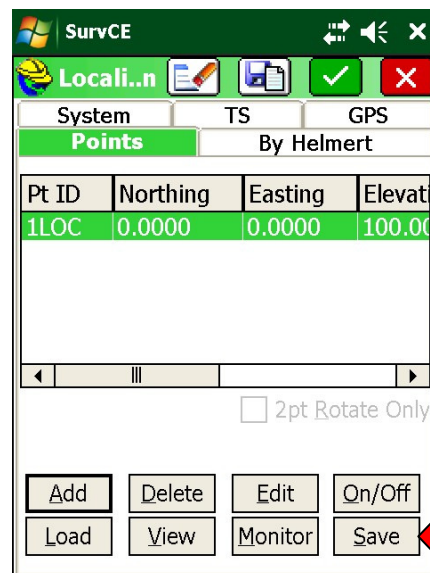 SurvCE
Locali..n
System TS GPS
Points By Helmert
Pt ID Northing Easting Elevati
1LOC 0.0000 0.0000 100.00
2pt Rotate Only
Add Delete Edit On/Off
Load View Monitor Save